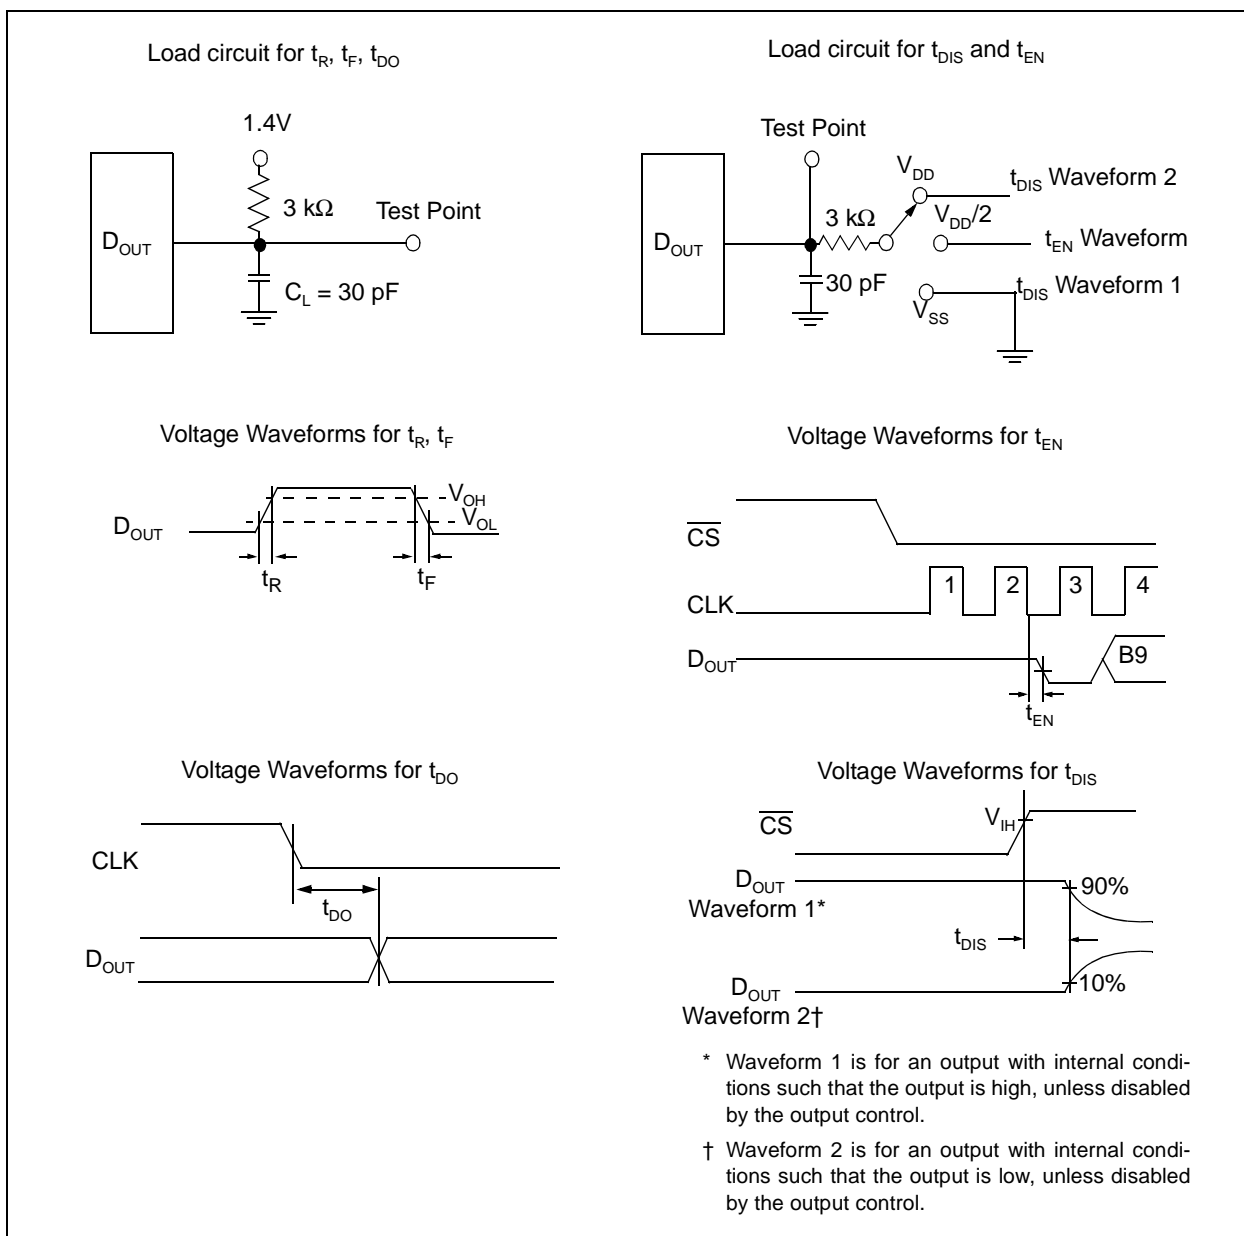 Load circuit for tR, tF, tDO
1.4V
3 kΩ
Test Point
DOUT
CL = 30 pF
Load circuit for tDIS and tEN
Test Point
VDD
tDIS Waveform 2
3 kΩ
VDD/2
DOUT
tEN Waveform
30 pF
tDIS Waveform 1
VSS
Voltage Waveforms for tR, tF
VOH
VOL
DOUT
tR
tF
Voltage Waveforms for tEN
CS
1 2 3 4
CLK
DOUT
B9
tEN
Voltage Waveforms for tDO
CLK
tDO
DOUT
Voltage Waveforms for tDIS
CS
VIH
DOUT
Waveform 1*
90%
tDIS
DOUT
Waveform 2†
10%
* Waveform 1 is for an output with internal condi-
tions such that the output is high, unless disabled
by the output control.
† Waveform 2 is for an output with internal condi-
tions such that the output is low, unless disabled
by the output control.